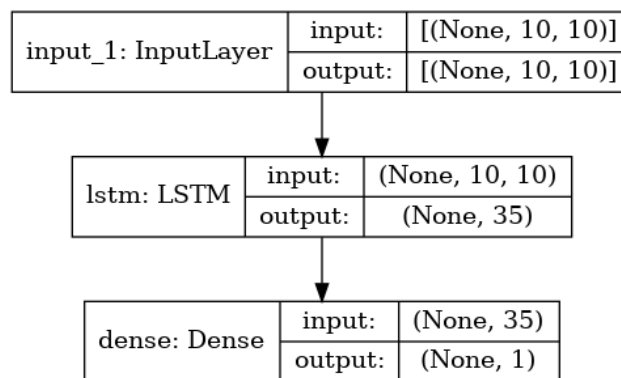 input_1: InputLayer
input: [(None, 10, 10)]
output: [(None, 10, 10)]
lstm: LSTM
input: (None, 10, 10)
output: (None, 35)
dense: Dense
input: (None, 35)
output: (None, 1)